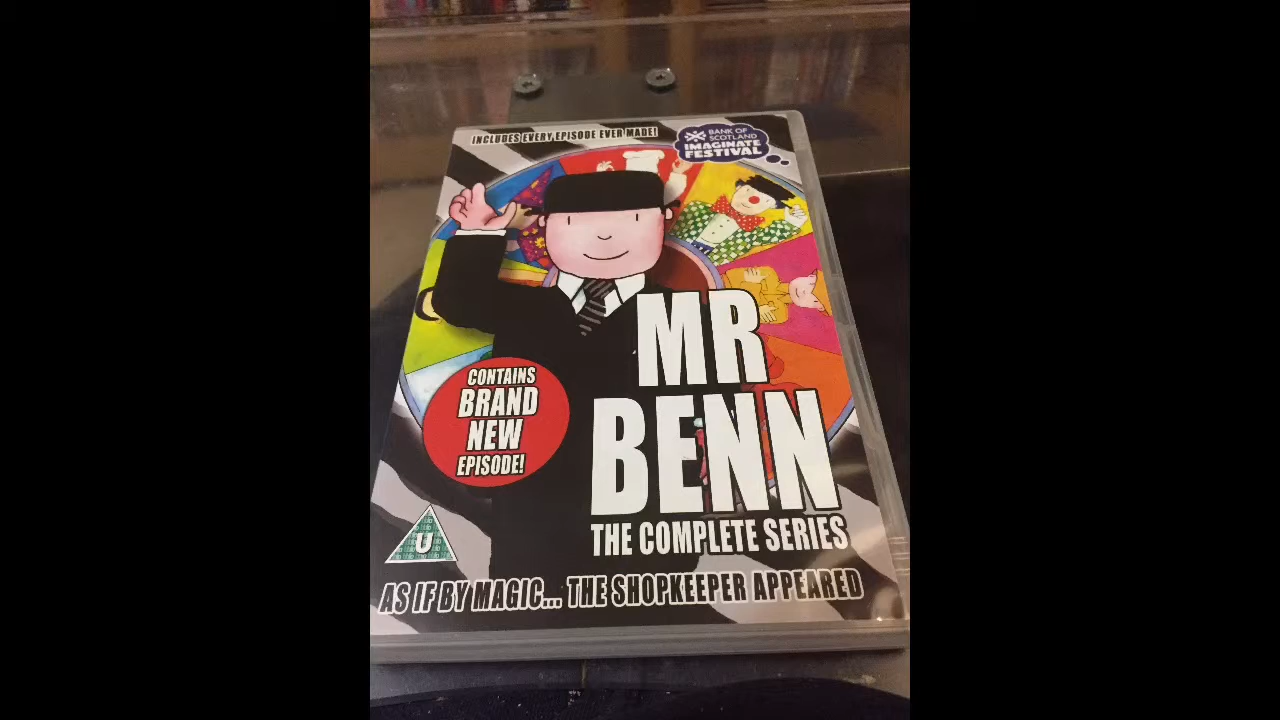 INCLUDES EVERY EPISODE EVER MADE!
BANK OF
SCOTLAND
IMAGINATE
FESTIVAL
MR
BENN
THE COMPLETE SERIES
CONTAINS
BRAND
NEW
EPISODE!
U
AS IF BY MAGIC... THE SHOPKEEPER APPEARED